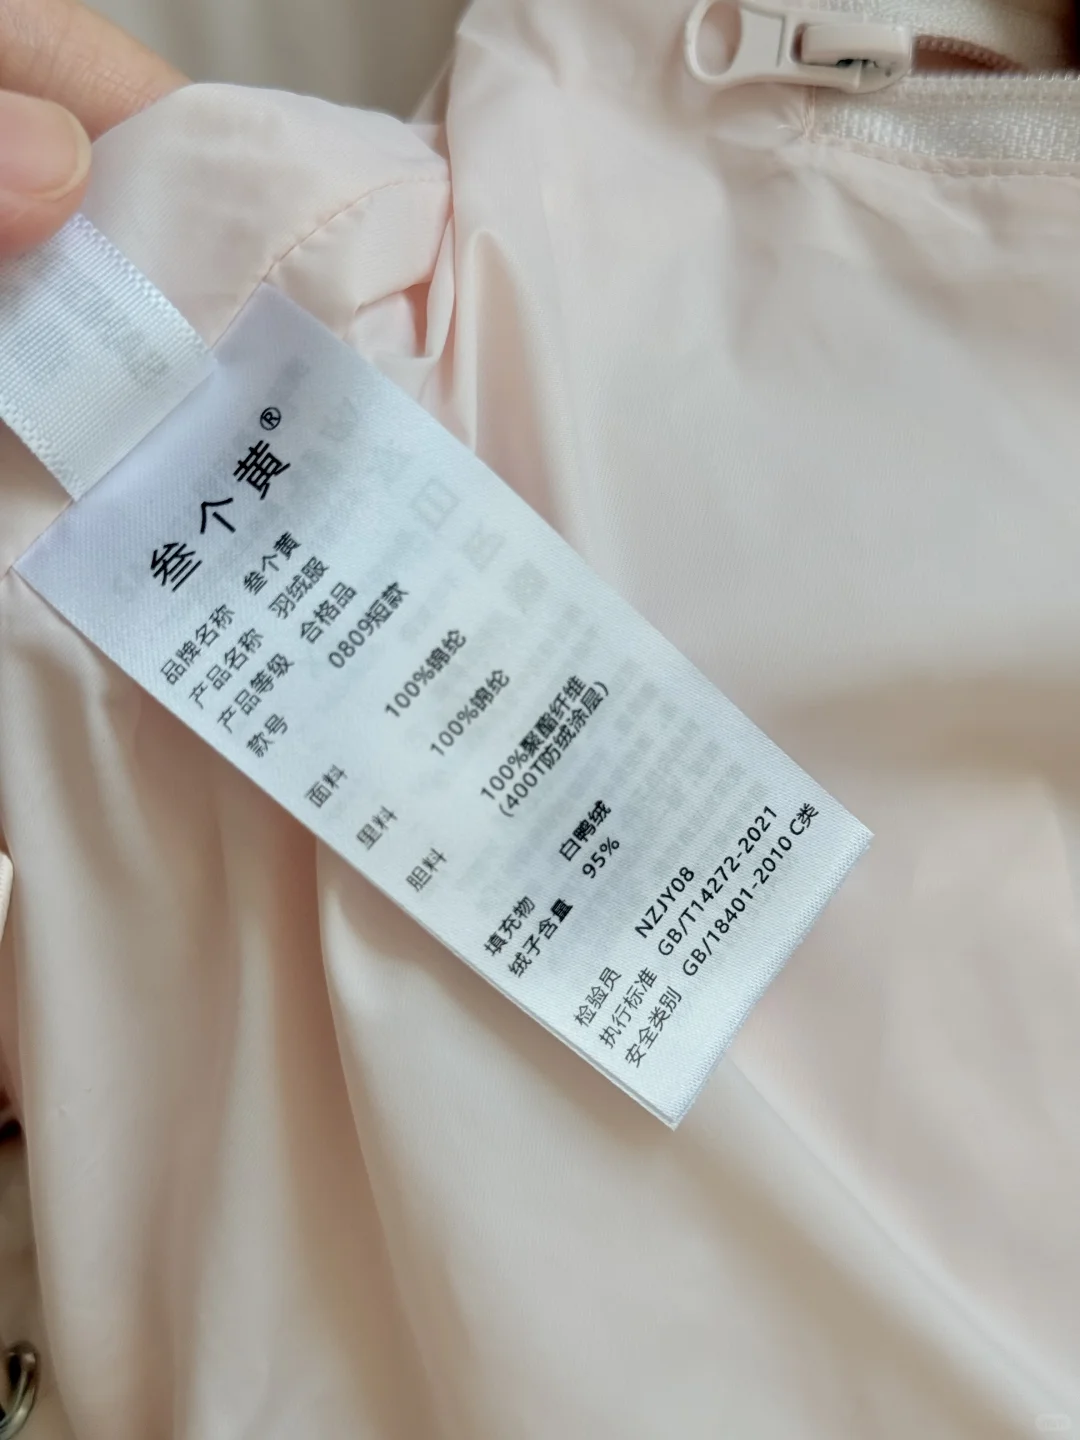 叁个黄®
品牌名称 叁个黄
产品名称 羽绒服
产品等级 合格品
款号 0809短款
面料 100%锦纶
里料 100%锦纶
胆料 100%聚酯纤维
(400T防绒涂层)
填充物 白鸭绒
绒子含量 95%
检验员 NZJY08
执行标准 GB/T14272-2021
安全类别 GB/18401-2010 C类